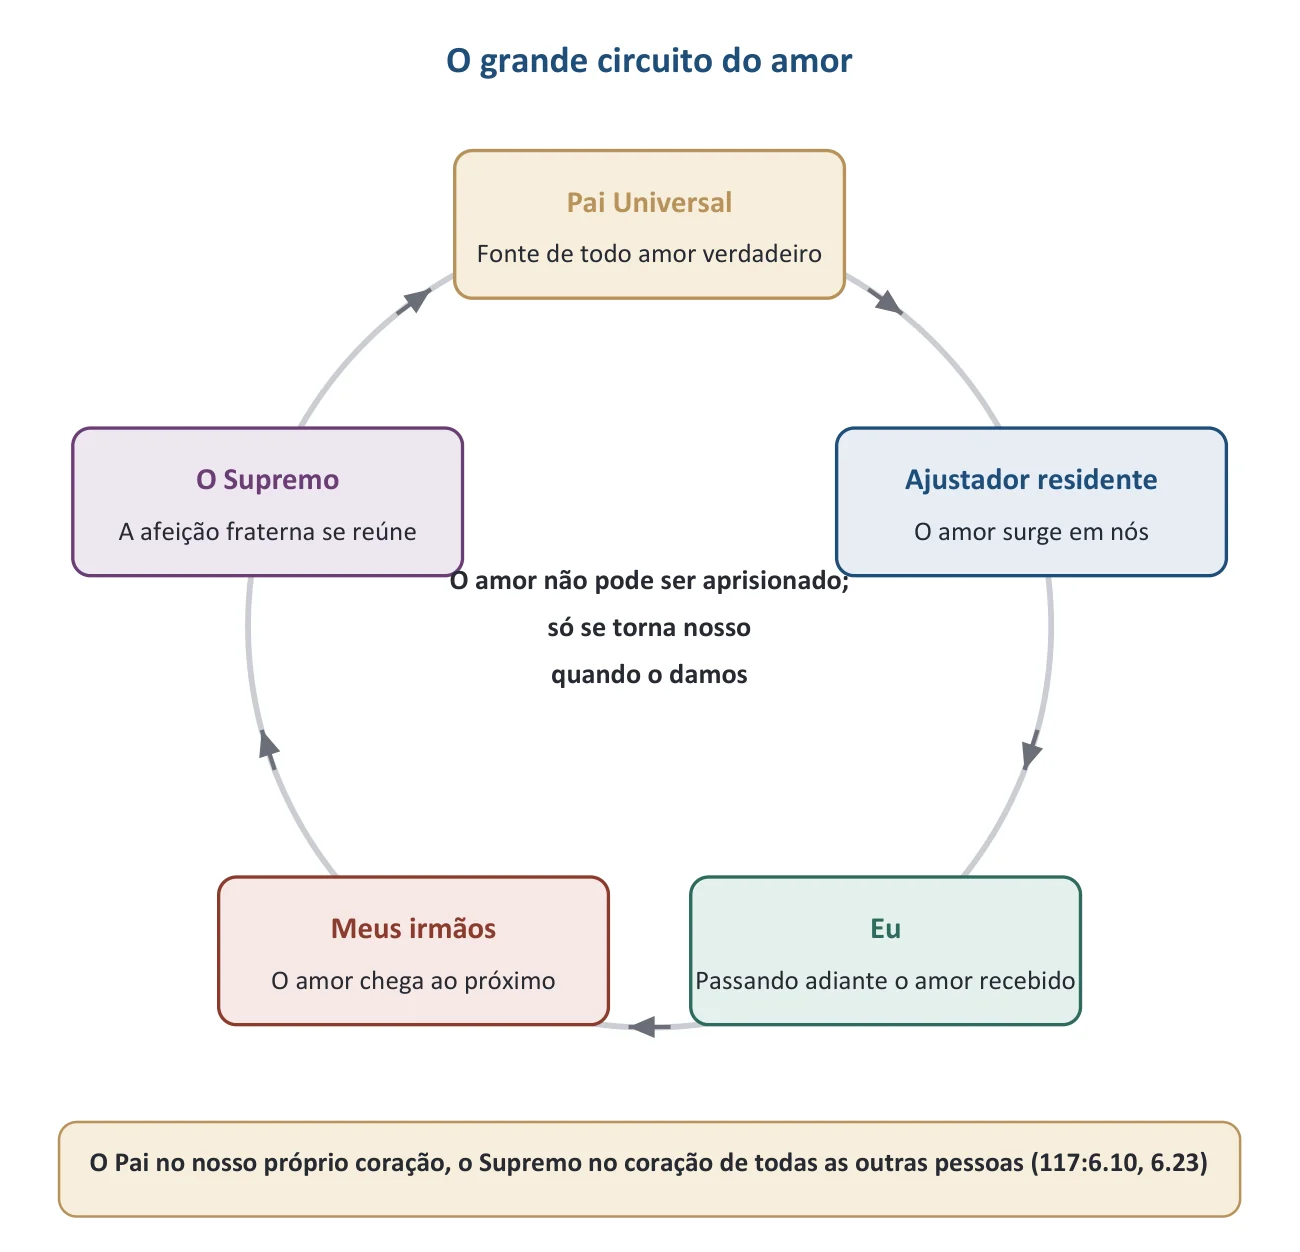 O grande circuito do amor
Pai Universal
Fonte de todo amor verdadeiro
O Supremo
A afeição fraterna se reúne
Ajustador residente
O amor surge em nós
O amor não pode ser aprisionado;
só se torna nosso
quando o damos
Meus irmãos
O amor chega ao próximo
Eu
Passando adiante o amor recebido
O Pai no nosso próprio coração, o Supremo no coração de todas as outras pessoas (117:6.10, 6.23)